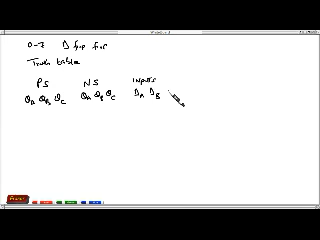 0-7 D flip flop
Truth table
PS NS Inputs
QA QB QC QA QB QC DA DB